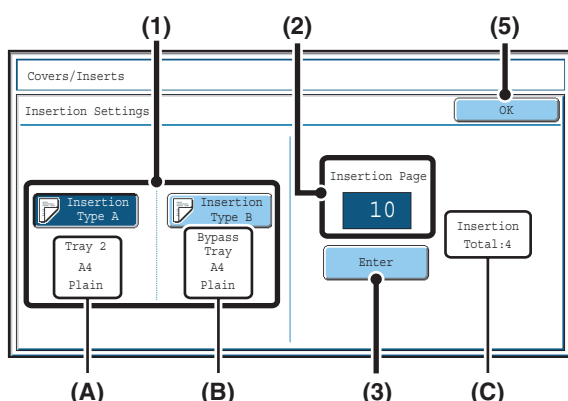 (1)
(2)
(5)
Covers/Inserts
Insertion Settings
OK
Insertion
Type A
Insertion
Type B
Tray 2
A4
Plain
Bypass
Tray
A4
Plain
Insertion Page
10
Enter
Insertion
Total:4
(A)
(B)
(3)
(C)